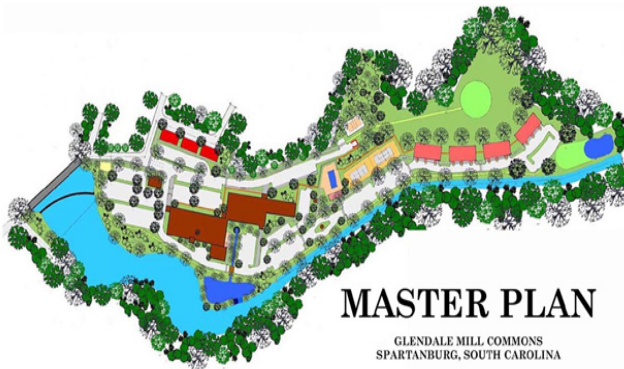 MASTER PLAN
GLENDALE MILL COMMONS
SPARTANBURG, SOUTH CAROLINA